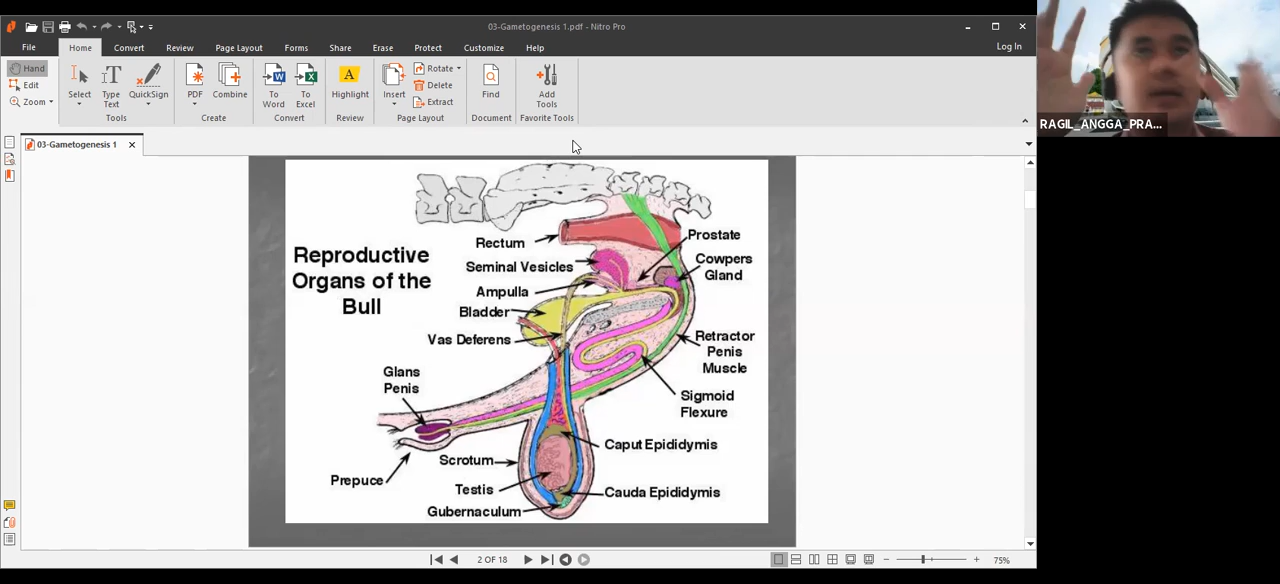 03-Gametogenesis 1.pdf - Nitro Pro
File Home Convert Review Page Layout Forms Share Erase Protect Customize Help
Log In
Hand
Edit
Zoom
Select
Type Text
QuickSign
Tools
PDF
Combine
Create
To Word
To Excel
Convert
Highlight
Review
Insert
Rotate
Delete
Extract
Page Layout
Find
Document
Add Tools
Favorite Tools
RAGIL_ANGGA_PRA...
03-Gametogenesis 1
Reproductive
Organs of the
Bull
Rectum
Seminal Vesicles
Ampulla
Bladder
Vas Deferens
Glans
Penis
Prepuce
Scrotum
Testis
Gubernaculum
Prostate
Cowpers
Gland
Retractor
Penis
Muscle
Sigmoid
Flexure
Caput Epididymis
Cauda Epididymis
2 OF 18
75%